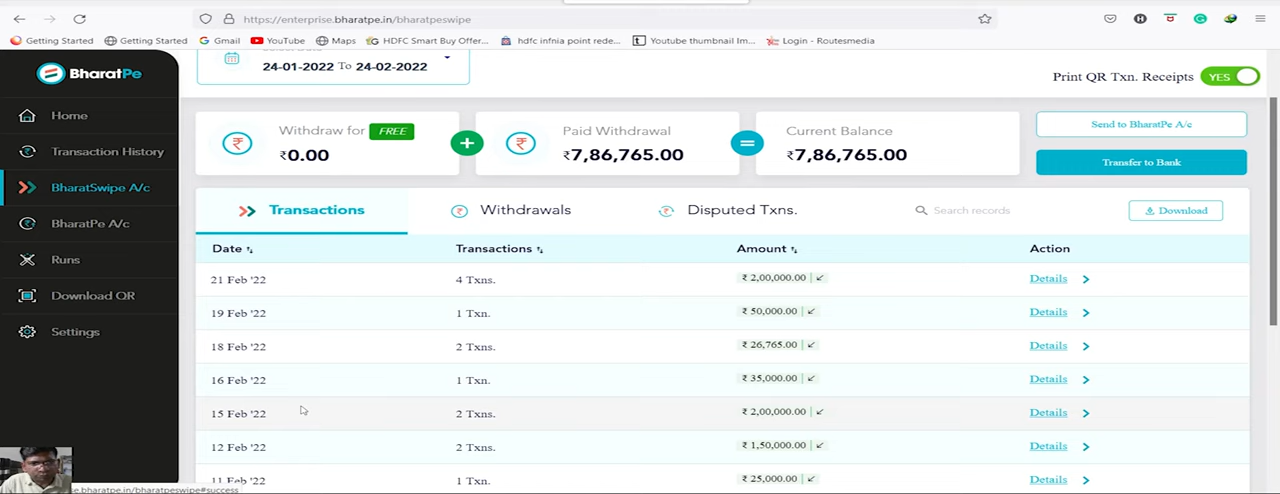 https://enterprise.bharatpe.in/bharatpeswipe
Getting Started Getting Started Gmail YouTube Maps HDFC Smart Buy Offer... hdfc infnia point rede... Youtube thumbnail Im... Login - Routesmedia
BharatPe
24-01-2022 To 24-02-2022
Print QR Txn. Receipts YES
Home
Transaction History
BharatSwipe A/c
BharatPe A/c
Runs
Download QR
Settings
Withdraw for FREE
₹0.00
+
Paid Withdrawal
₹7,86,765.00
=
Current Balance
₹7,86,765.00
Send to BharatPe A/c
Transfer to Bank
Transactions Withdrawals Disputed Txns. Search records Download
Date Transactions Amount Action
21 Feb '22 4 Txns. ₹ 2,00,000.00 Details
19 Feb '22 1 Txn. ₹ 50,000.00 Details
18 Feb '22 2 Txns. ₹ 26,765.00 Details
16 Feb '22 1 Txn. ₹ 35,000.00 Details
15 Feb '22 2 Txns. ₹ 2,00,000.00 Details
12 Feb '22 2 Txns. ₹ 1,50,000.00 Details
11 Feb '22 1 Txn. ₹ 25,000.00 Details
se.bharatpe.in/bharatpeswipe#success